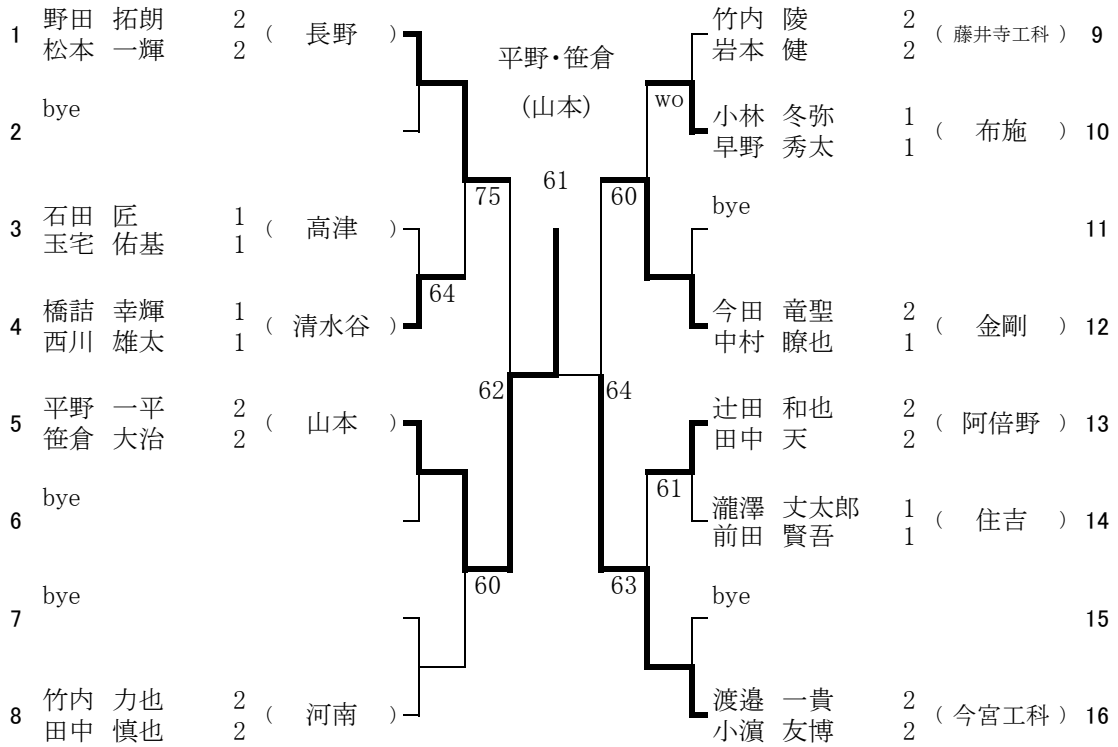 1 野田 拓朗 2 ( 長野 )
松本 一輝 2
2 bye
3 石田 匠 1 ( 高津 )
玉宅 佑基 1
4 橋詰 幸輝 1 ( 清水谷 )
西川 雄太 1
5 平野 一平 2 ( 山本 )
笹倉 大治 2
6 bye
7 bye
8 竹内 力也 2 ( 河南 )
田中 慎也 2
64
75
60
62
平野・笹倉
(山本)
61
竹内 陵 2 ( 藤井寺工科 ) 9
岩本 健 2
小林 冬弥 1 ( 布施 ) 10
早野 秀太 1
bye 11
今田 竜聖 2 ( 金剛 ) 12
中村 瞭也 1
辻田 和也 2 ( 阿倍野 ) 13
田中 天 2
瀧澤 丈太郎 1 ( 住吉 ) 14
前田 賢吾 1
bye 15
渡邉 一貴 2 ( 今宮工科 ) 16
小濵 友博 2
wo
60
61
63
64